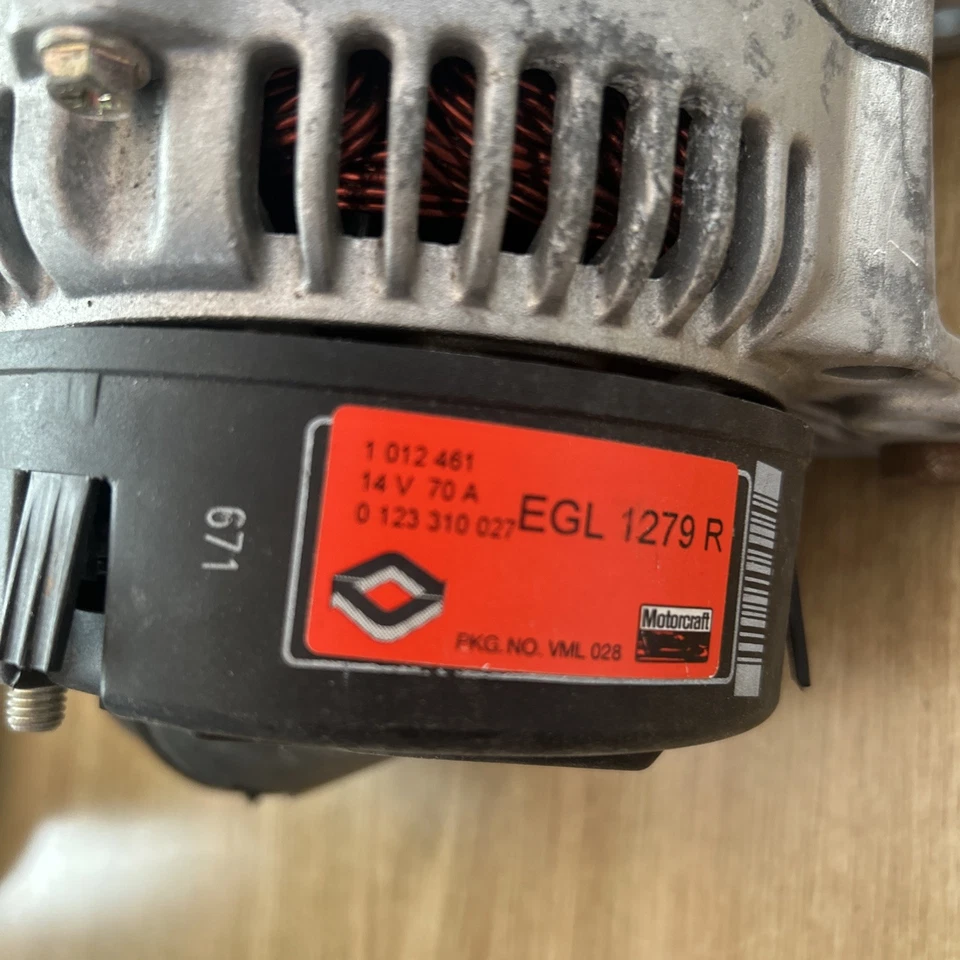 1 012 461
14 V 70 A
0 123 310 027
EGL 1279 R
PKG. NO. VML 028
Motorcraft
671